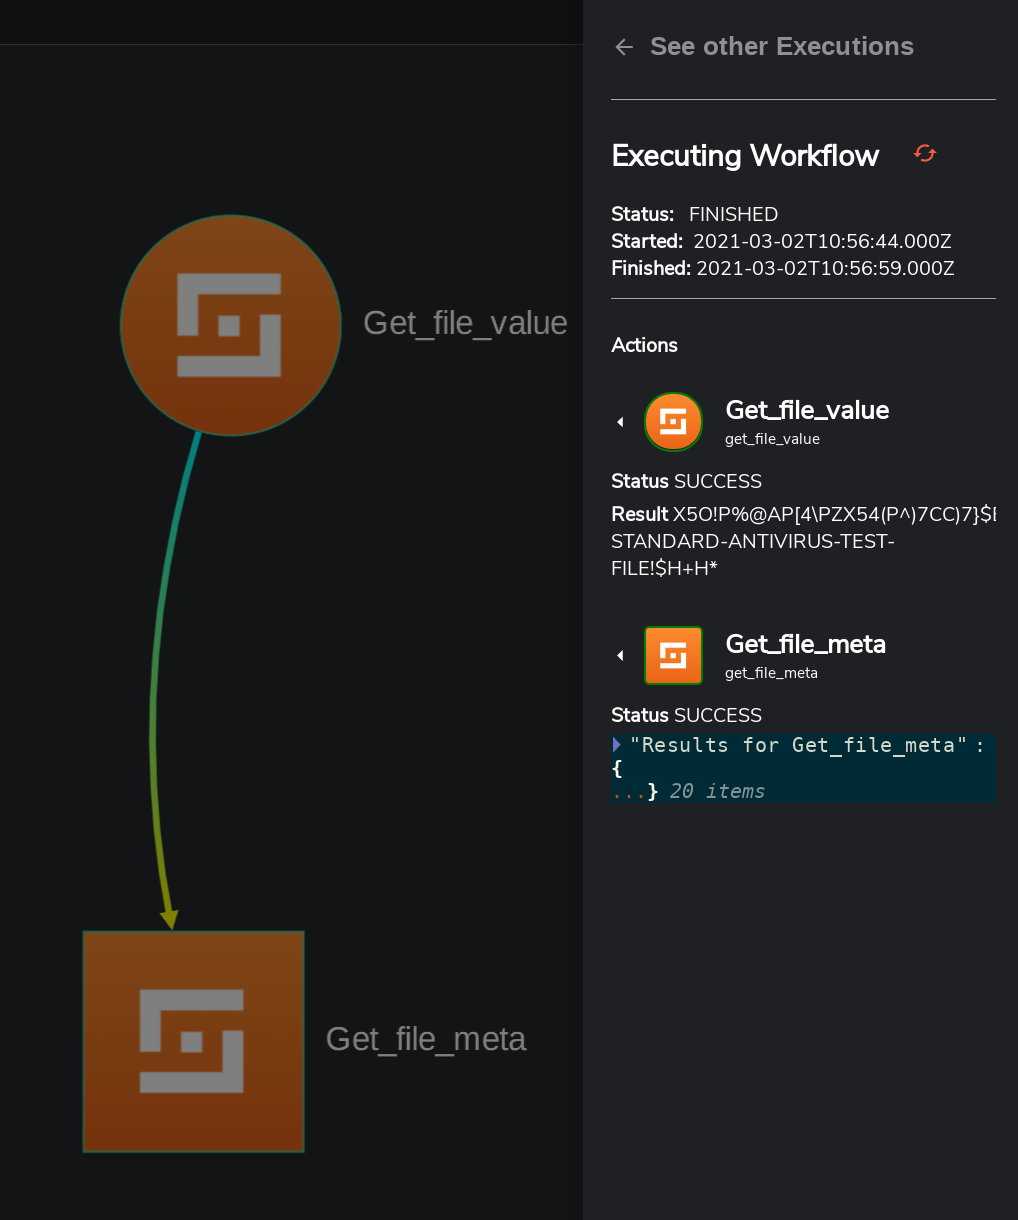 Get_file_value
Get_file_meta
See other Executions
Executing Workflow
Status: FINISHED
Started: 2021-03-02T10:56:44.000Z
Finished: 2021-03-02T10:56:59.000Z
Actions
Get_file_value
get_file_value
Status SUCCESS
Result X5O!P%@AP[4\PZX54(P^)7CC)7}$E
STANDARD-ANTIVIRUS-TEST-
FILE!$H+H*
Get_file_meta
get_file_meta
Status SUCCESS
"Results for Get_file_meta" :
{
...} 20 items